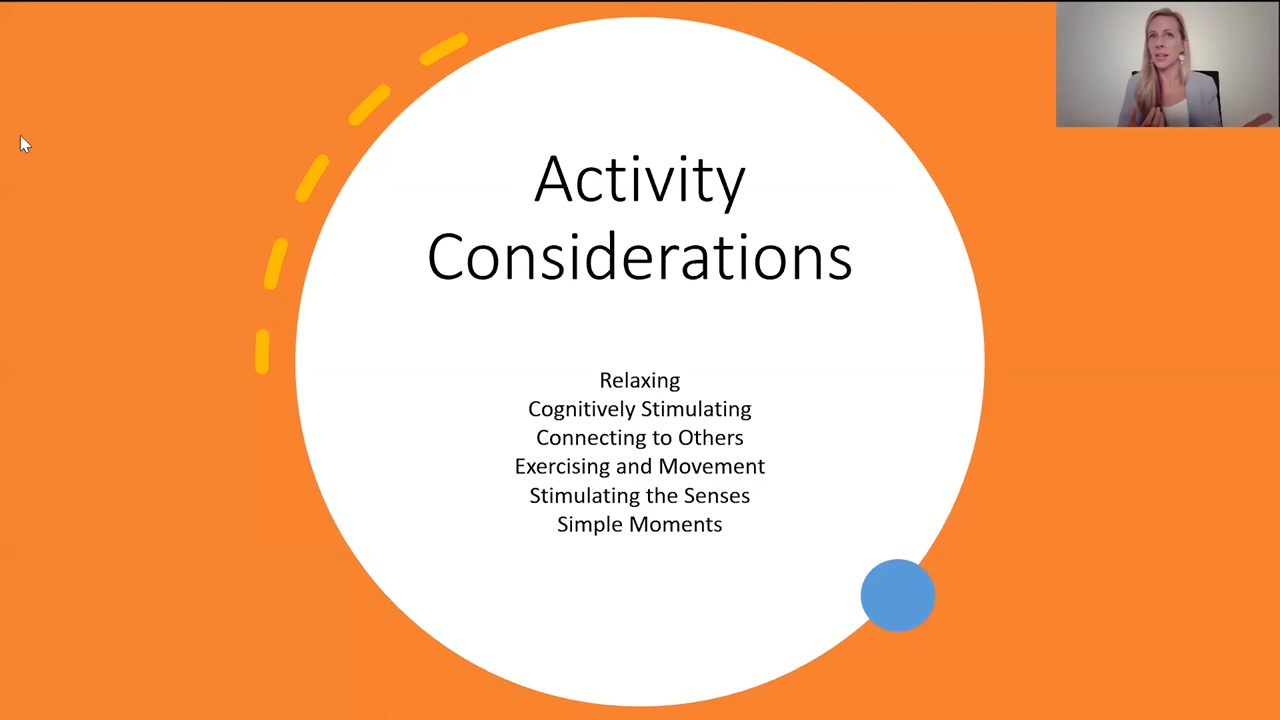 Activity
Considerations
Relaxing
Cognitively Stimulating
Connecting to Others
Exercising and Movement
Stimulating the Senses
Simple Moments